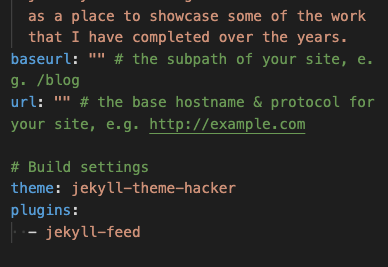 as a place to showcase some of the work
that I have completed over the years.
baseurl: "" # the subpath of your site, e.
g. /blog
url: "" # the base hostname & protocol for
your site, e.g. http://example.com
# Build settings
theme: jekyll-theme-hacker
plugins:
- jekyll-feed